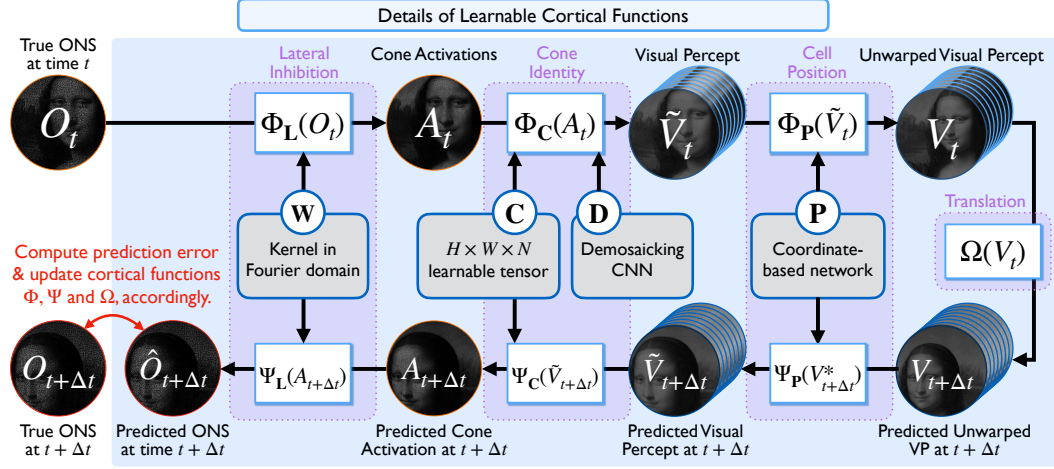 Details of Learnable Cortical Functions
True ONS
at time t
Lateral
Inhibition
Cone Activations
Cone
Identity
Visual Percept
Cell
Position
Unwarped Visual Percept
O_t
Φ_L(O_t)
A_t
Φ_C(A_t)
Ṽ_t
Φ_P(Ṽ_t)
V_t
W
C
D
P
Kernel in
Fourier domain
H × W × N
learnable tensor
Demosaicking
CNN
Coordinate-
based network
Translation
Ω(V_t)
Compute prediction error
& update cortical functions
Φ, Ψ and Ω, accordingly.
O_{t+Δt}
Ô_{t+Δt}
Ψ_L(A_{t+Δt})
A_{t+Δt}
Ψ_C(Ṽ_{t+Δt})
Ṽ_{t+Δt}
Ψ_P(V*_{t+Δt})
V_{t+Δt}
True ONS
at t + Δt
Predicted ONS
at time t + Δt
Predicted Cone
Activation at t + Δt
Predicted Visual
Percept at t + Δt
Predicted Unwarped
VP at t + Δt